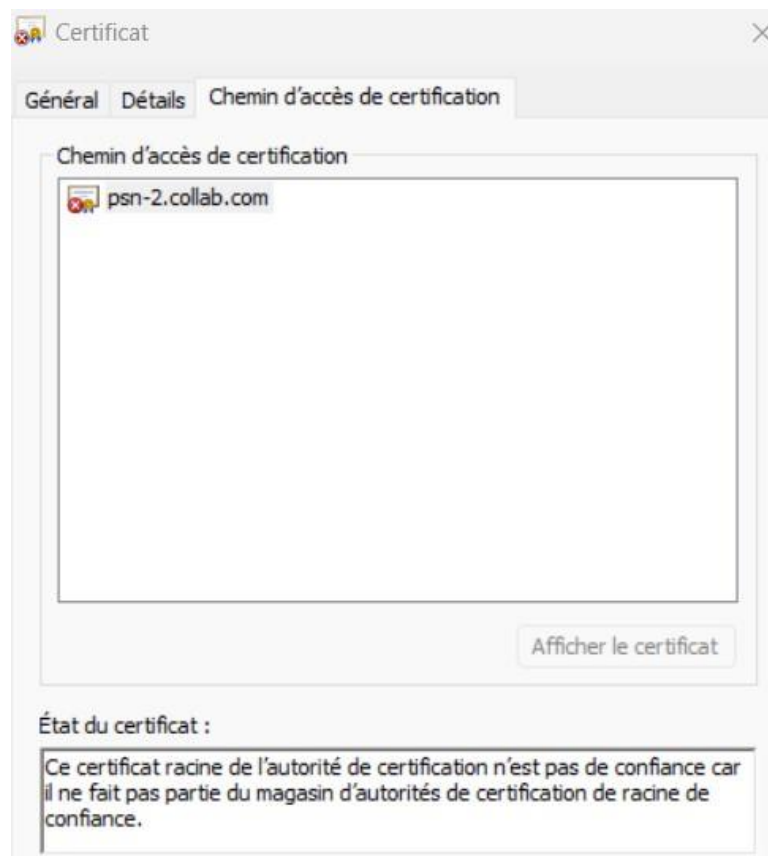 Certificat
Général Détails Chemin d'accès de certification
Chemin d'accès de certification
psn-2.collab.com
Afficher le certificat
État du certificat :
Ce certificat racine de l'autorité de certification n'est pas de confiance car
il ne fait pas partie du magasin d'autorités de certification de racine de
confiance.